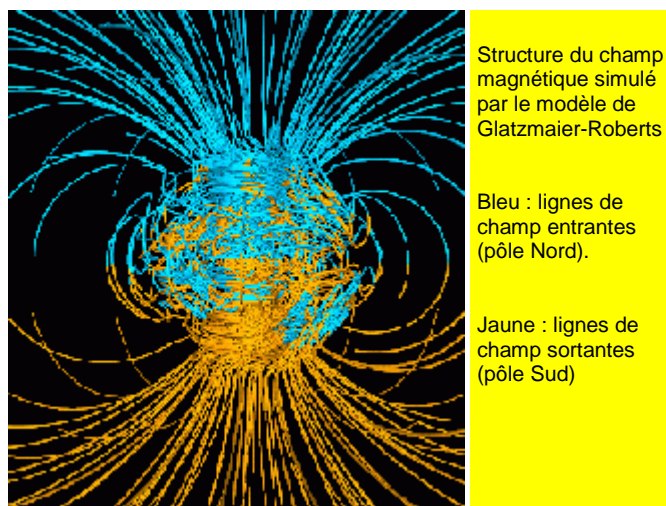 Structure du champ
magnétique simulé
par le modèle de
Glatzmaier-Roberts
Bleu : lignes de
champ entrantes
(pôle Nord).
Jaune : lignes de
champ sortantes
(pôle Sud)